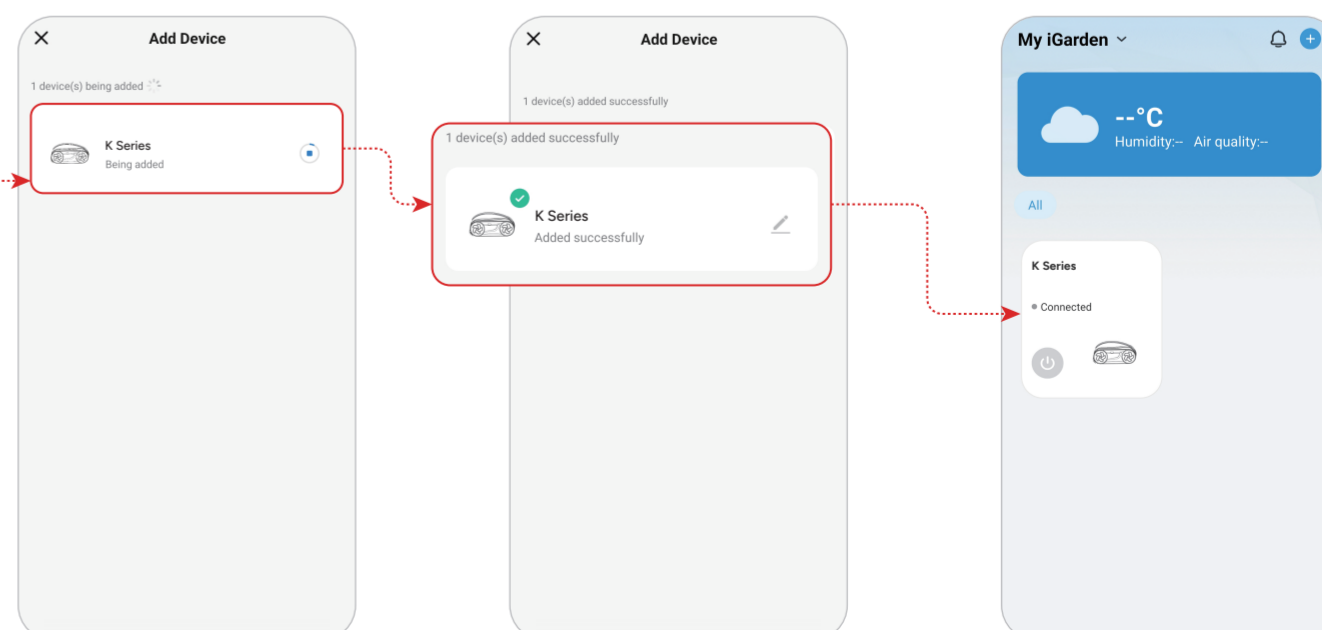 Add Device
1 device(s) being added
K Series
Being added
Add Device
1 device(s) added successfully
1 device(s) added successfully
K Series
Added successfully
My iGarden
--°C
Humidity:-- Air quality:--
All
K Series
Connected